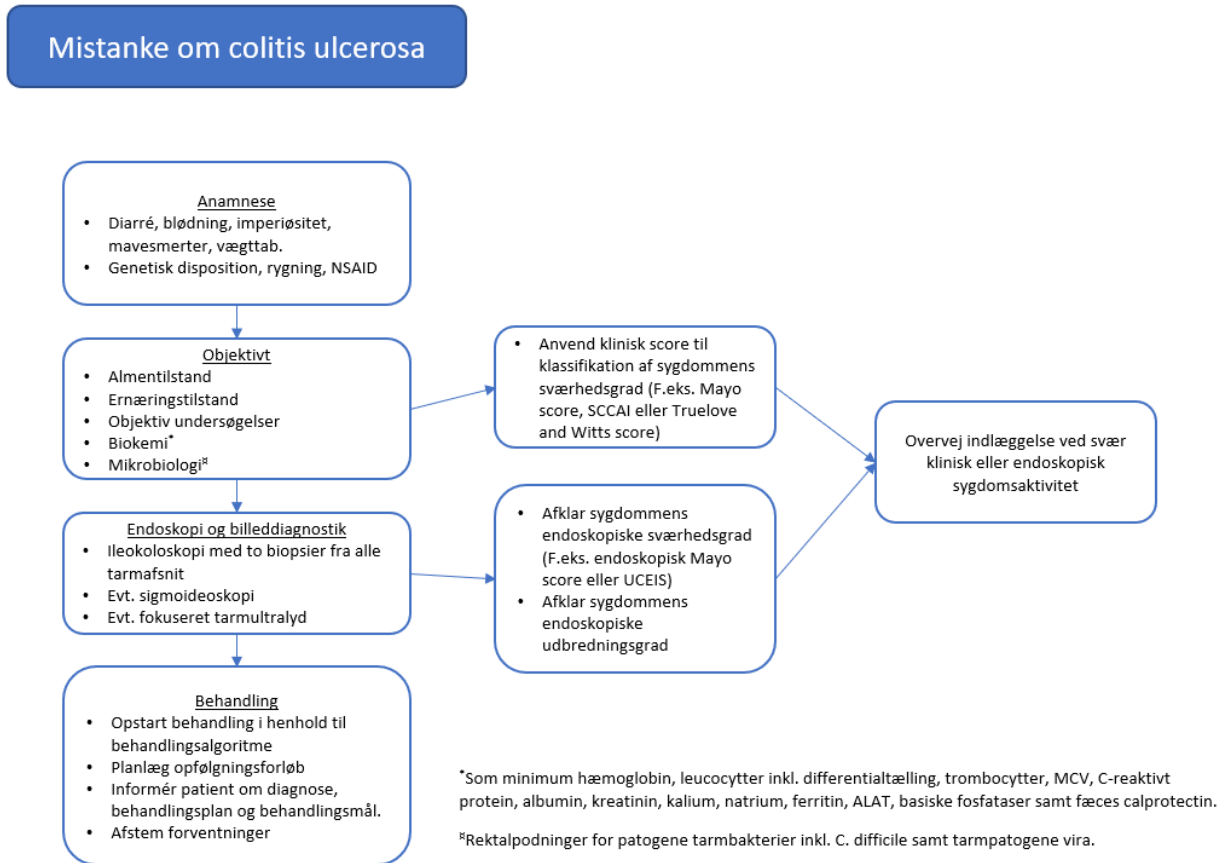 Mistanke om colitis ulcerosa
Anamnese
• Diarré, blødning, imperiøsitet,
mavesmerter, vægttab.
• Genetisk disposition, rygning, NSAID
Objektivt
• Almentilstand
• Ernæringstilstand
• Objektiv undersøgelser
• Biokemi*
• Mikrobiologi¤
Endoskopi og billeddiagnostik
• Ileokoloskopi med to biopsier fra alle
tarmafsnit
• Evt. sigmoideoskopi
• Evt. fokuseret tarmultralyd
Behandling
• Opstart behandling i henhold til
behandlingsalgoritme
• Planlæg opfølgningsforløb
• Informér patient om diagnose,
behandlingsplan og behandlingsmål.
• Afstem forventninger
• Anvend klinisk score til
klassifikation af sygdommens
sværhedsgrad (F.eks. Mayo
score, SCCAI eller Truelove
and Witts score)
• Afklar sygdommens
endoskopiske sværhedsgrad
(F.eks. endoskopisk Mayo
score eller UCEIS)
• Afklar sygdommens
endoskopiske
udbredningsgrad
Overvej indlæggelse ved svær
klinisk eller endoskopisk
sygdomsaktivitet
*Som minimum hæmoglobin, leucocytter inkl. differentialtælling, trombocytter, MCV, C-reaktivt
protein, albumin, kreatinin, kalium, natrium, ferritin, ALAT, basiske fosfataser samt fæces calprotectin.
¤Rektalpodninger for patogene tarmbakterier inkl. C. difficile samt tarmpatogene vira.